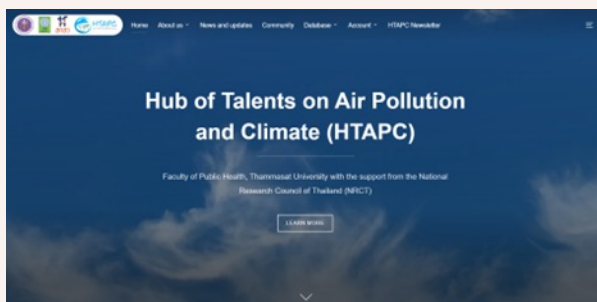 HTAPC
Home About us News and updates Community Database Account HTAPC Newsletter
Hub of Talents on Air Pollution
and Climate (HTAPC)
Faculty of Public Health, Thammasat University with the support from the National
Research Council of Thailand (NRCT)
LEARN MORE